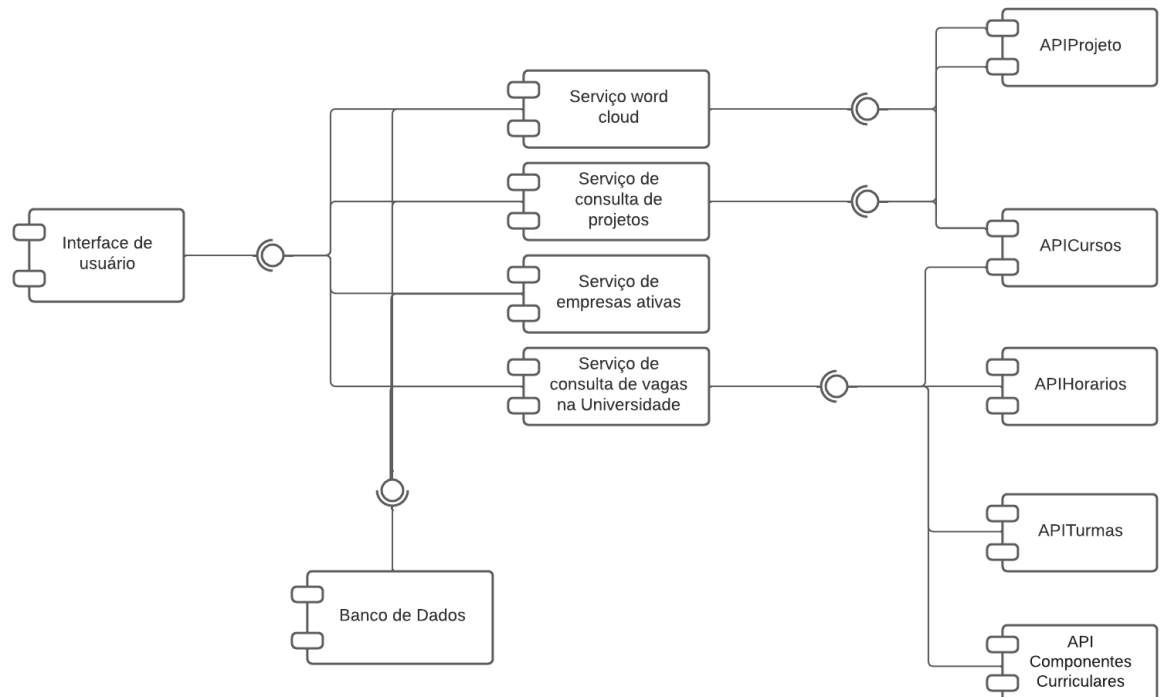 APIProjeto
Serviço word
cloud
Serviço de
consulta de
projetos
Interface de
usuário
APICursos
Serviço de
empresas ativas
Serviço de
consulta de vagas
na Universidade
APIHorarios
APITurmas
Banco de Dados
API
Componentes
Curriculares